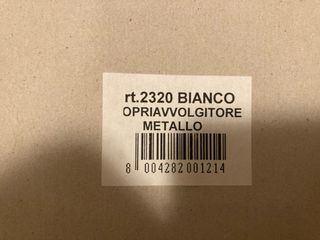 rt.2320 BIANCO
OPRIAVVOLGITORE
METALLO
8 004282 001214